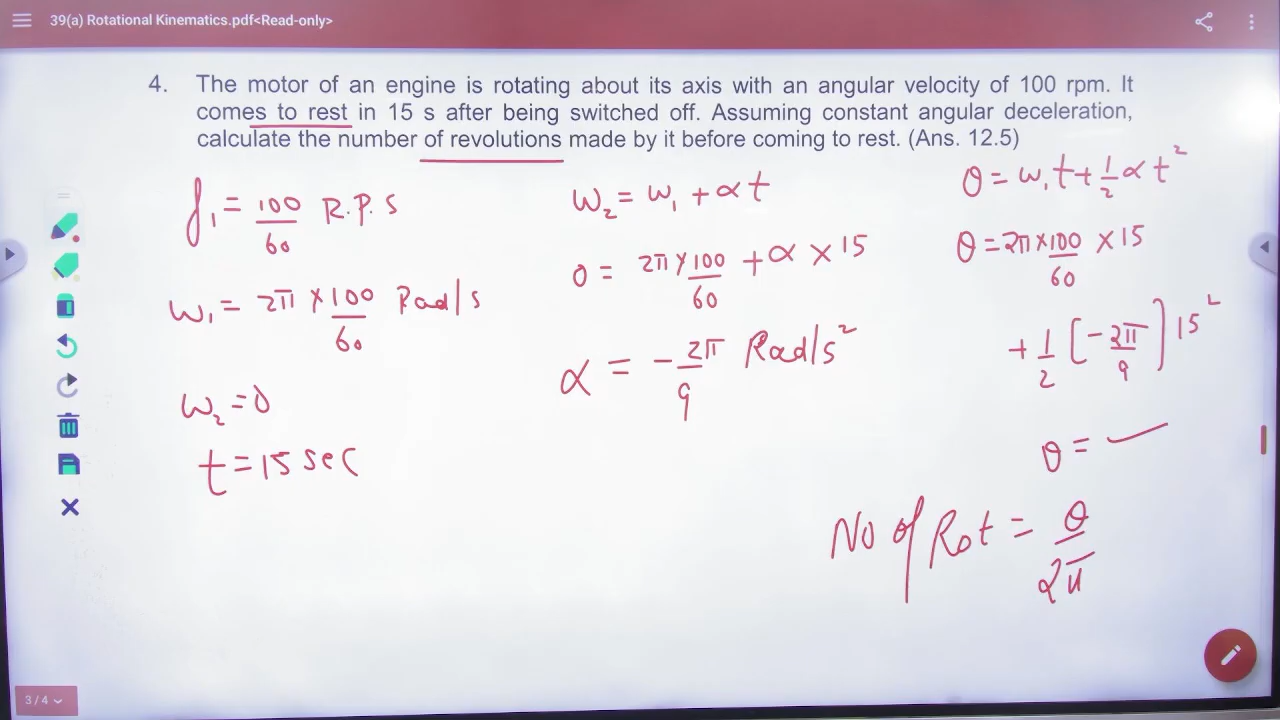 39(a) Rotational Kinematics.pdf<Read-only>
4. The motor of an engine is rotating about its axis with an angular velocity of 100 rpm. It
comes to rest in 15 s after being switched off. Assuming constant angular deceleration,
calculate the number of revolutions made by it before coming to rest. (Ans. 12.5)
f₁ = 100/60 R.P.S
ω₁ = 2π × 100/60 Rad/s
ω₂ = 0
t = 15 sec
ω₂ = ω₁ + αt
0 = 2π × 100/60 + α × 15
α = -2π/9 Rad/s²
θ = ω₁t + 1/2 αt²
θ = 2π × 100/60 × 15
+ 1/2 [-2π/9] 15²
θ =
No of Rot = θ/2π
3 / 4